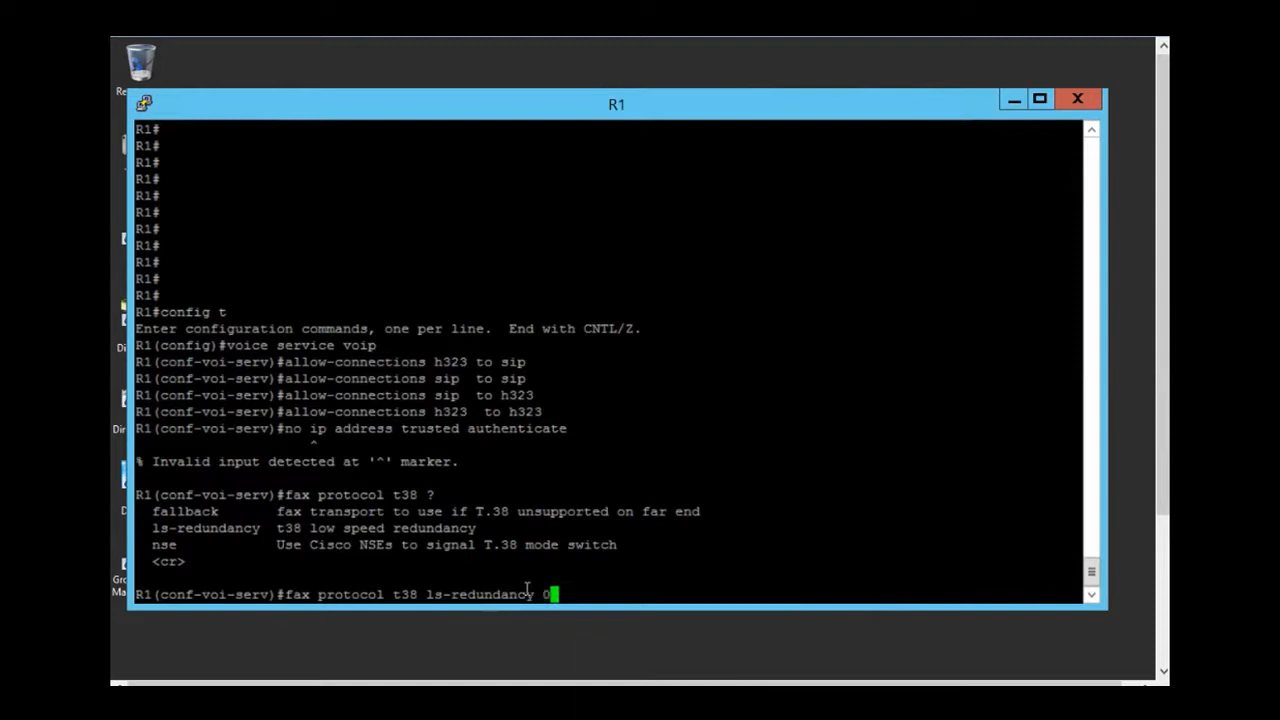 Re
R1
R1#
R1#
R1#
R1#
R1#
R1#
R1#
R1#
R1#
R1#
R1#
R1#config t
Enter configuration commands, one per line.  End with CNTL/Z.
R1(config)#voice service voip
R1(conf-voi-serv)#allow-connections h323 to sip
R1(conf-voi-serv)#allow-connections sip  to sip
R1(conf-voi-serv)#allow-connections sip  to h323
R1(conf-voi-serv)#allow-connections h323  to h323
R1(conf-voi-serv)#no ip address trusted authenticate
^
% Invalid input detected at '^' marker.
R1(conf-voi-serv)#fax protocol t38 ?
fallback       fax transport to use if T.38 unsupported on far end
ls-redundancy  t38 low speed redundancy
nse            Use Cisco NSEs to signal T.38 mode switch
<cr>
R1(conf-voi-serv)#fax protocol t38 ls-redundancy 0
Di
Dir
D
Gro
Ma